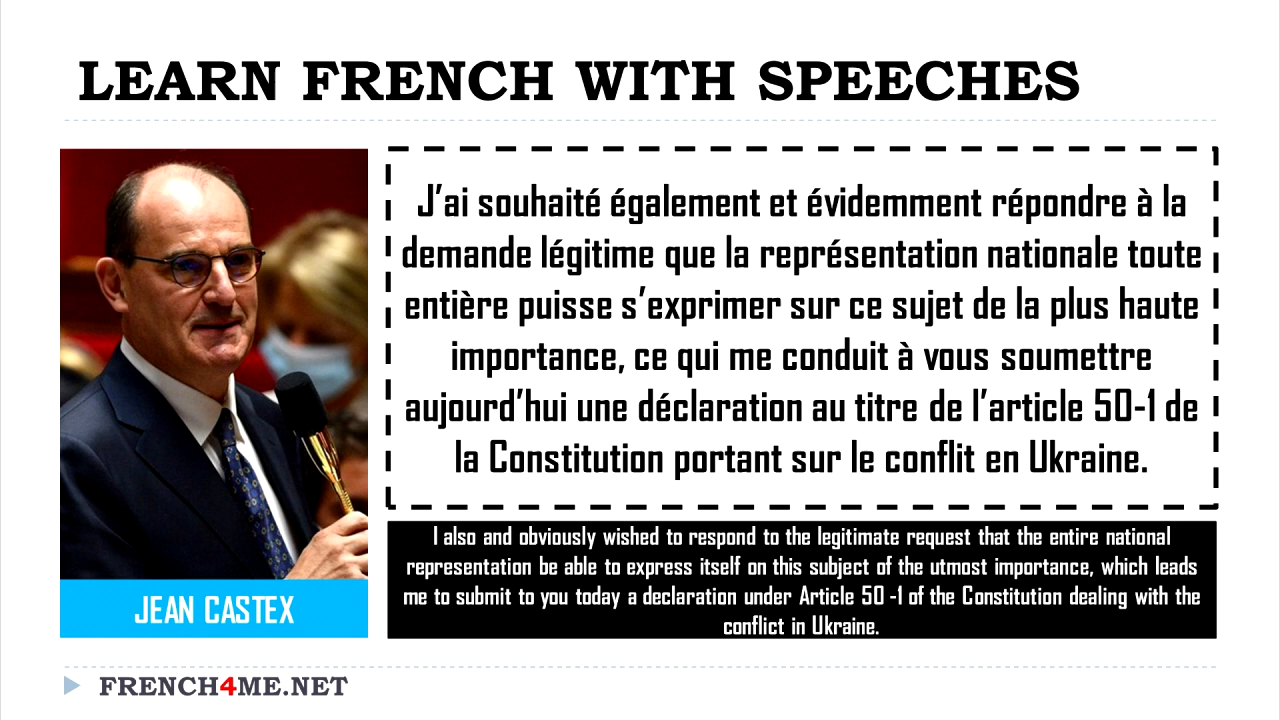 LEARN FRENCH WITH SPEECHES
J’ai souhaité également et évidemment répondre à la
demande légitime que la représentation nationale toute
entière puisse s’exprimer sur ce sujet de la plus haute
importance, ce qui me conduit à vous soumettre
aujourd’hui une déclaration au titre de l’article 50-1 de
la Constitution portant sur le conflit en Ukraine.
I also and obviously wished to respond to the legitimate request that the entire national
representation be able to express itself on this subject of the utmost importance, which leads
me to submit to you today a declaration under Article 50 -1 of the Constitution dealing with the
conflict in Ukraine.
JEAN CASTEX
FRENCH4ME.NET